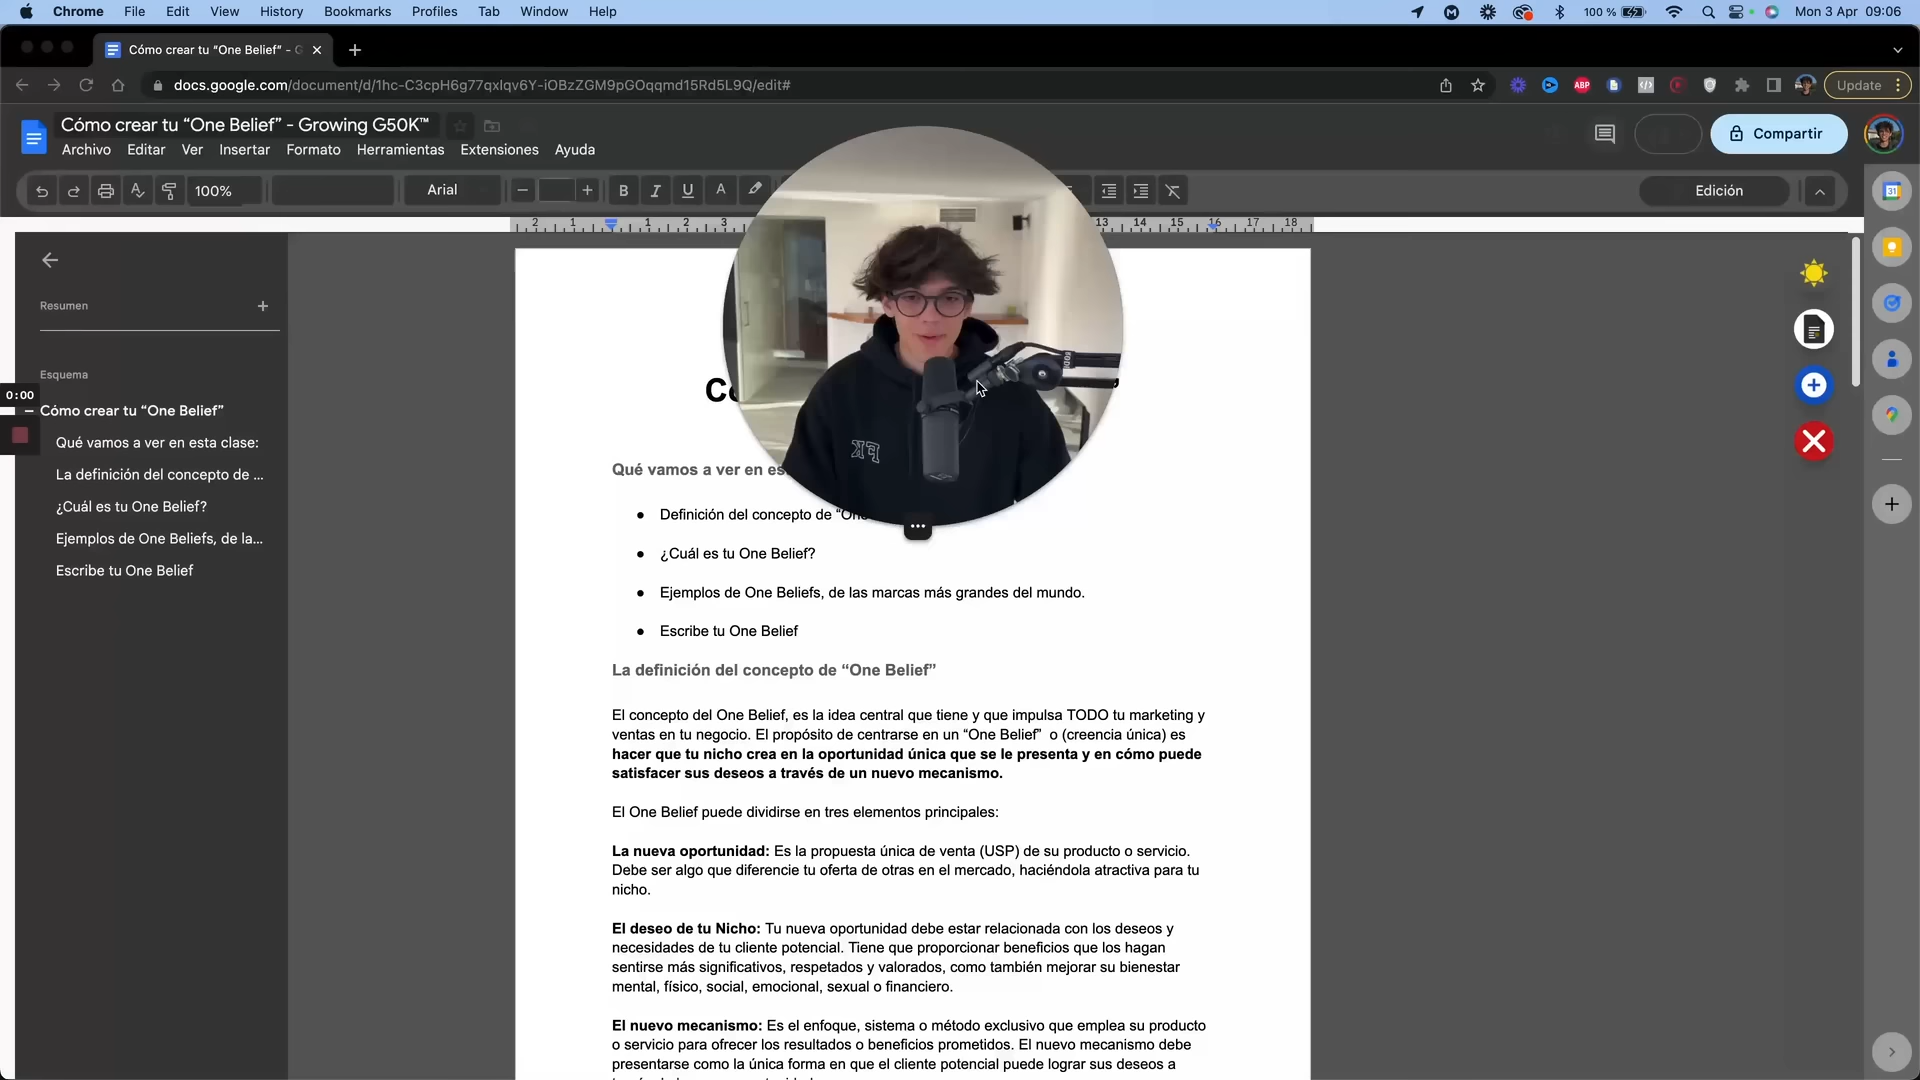 Chrome File Edit View History Bookmarks Profiles Tab Window Help 100 % Mon 3 Apr 09:06
Cómo crear tu “One Belief” - G
docs.google.com/document/d/1hc-C3cpH6g77qxIqv6Y-iOBzZGM9pGOqqmd15Rd5L9Q/edit#
ABP
Update
Cómo crear tu “One Belief” - Growing G50K™
Compartir
Archivo Editar Ver Insertar Formato Herramientas Extensiones Ayuda
100% Arial B I U A Edición
2 1 1 2 3 13 14 15 16 17 18
31
Resumen
Esquema
0:00
Cómo crear tu “One Belief”
Qué vamos a ver en esta clase:
La definición del concepto de ...
¿Cuál es tu One Belief?
Ejemplos de One Beliefs, de la...
Escribe tu One Belief
FK
Qué vamos a ver en
● Definición del concepto de
● ¿Cuál es tu One Belief?
● Ejemplos de One Beliefs, de las marcas más grandes del mundo.
● Escribe tu One Belief
La definición del concepto de “One Belief”
El concepto del One Belief, es la idea central que tiene y que impulsa TODO tu marketing y
ventas en tu negocio. El propósito de centrarse en un “One Belief” o (creencia única) es
hacer que tu nicho crea en la oportunidad única que se le presenta y en cómo puede
satisfacer sus deseos a través de un nuevo mecanismo.
El One Belief puede dividirse en tres elementos principales:
La nueva oportunidad: Es la propuesta única de venta (USP) de su producto o servicio.
Debe ser algo que diferencie tu oferta de otras en el mercado, haciéndola atractiva para tu
nicho.
El deseo de tu Nicho: Tu nueva oportunidad debe estar relacionada con los deseos y
necesidades de tu cliente potencial. Tiene que proporcionar beneficios que los hagan
sentirse más significativos, respetados y valorados, como también mejorar su bienestar
mental, físico, social, emocional, sexual o financiero.
El nuevo mecanismo: Es el enfoque, sistema o método exclusivo que emplea su producto
o servicio para ofrecer los resultados o beneficios prometidos. El nuevo mecanismo debe
presentarse como la única forma en que el cliente potencial puede lograr sus deseos a